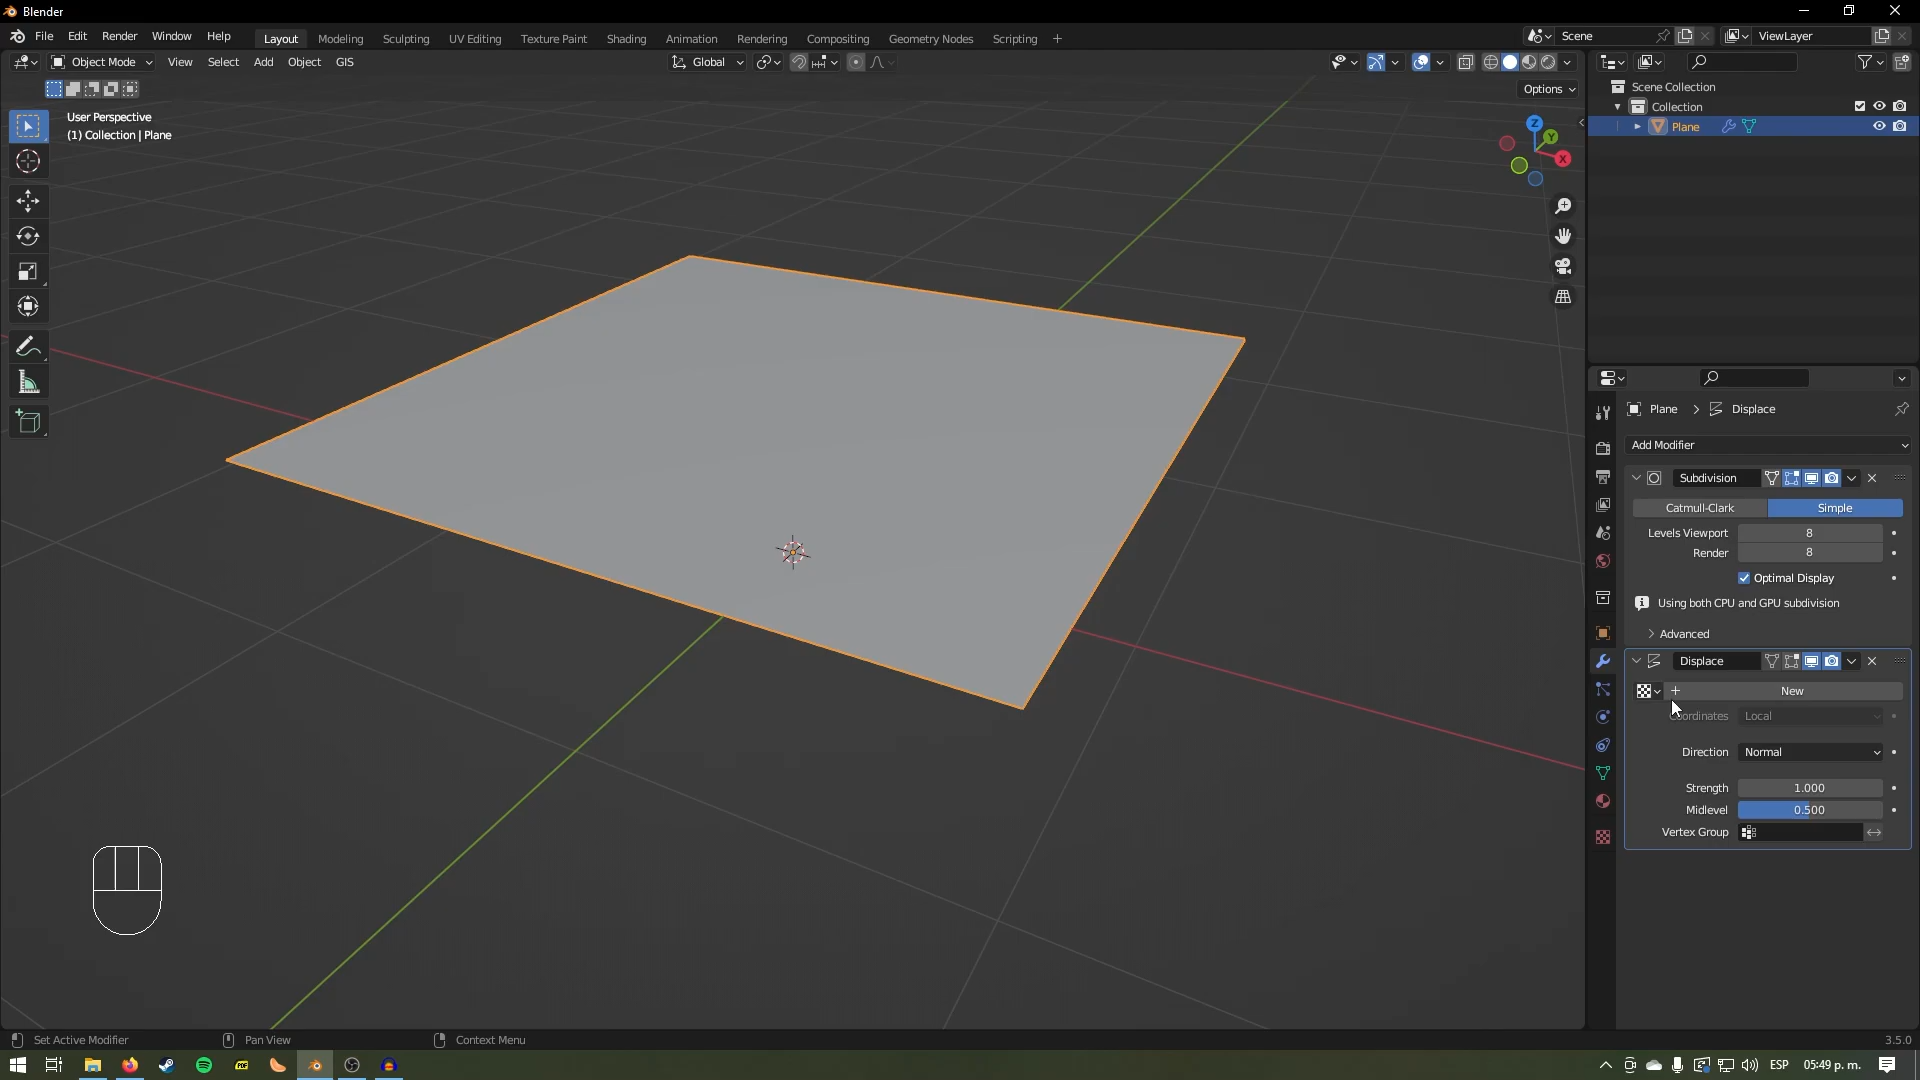 Blender
File Edit Render Window Help
Layout Modeling Sculpting UV Editing Texture Paint Shading Animation Rendering Compositing Geometry Nodes Scripting +
Scene
ViewLayer
Object Mode View Select Add Object GIS
Global
Options
User Perspective
(1) Collection | Plane
Z
Y
X
Scene Collection
Collection
Plane
Plane > Displace
Add Modifier
Subdivision
Catmull-Clark Simple
Levels Viewport 8
Render 8
Optimal Display
Using both CPU and GPU subdivision
Advanced
Displace
New
Coordinates Local
Direction Normal
Strength 1.000
Midlevel 0.500
Vertex Group
Set Active Modifier Pan View Context Menu 3.5.0
ESP 05:49 p. m.